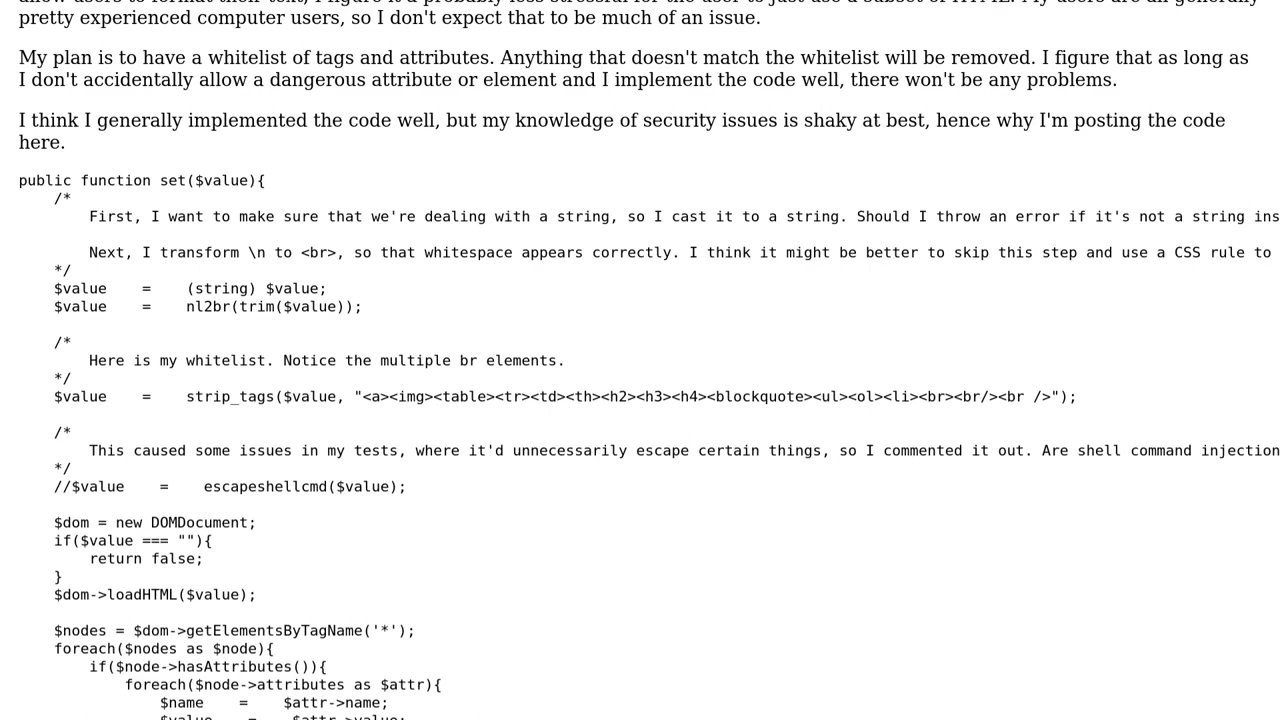 pretty experienced computer users, so I don't expect that to be much of an issue.
My plan is to have a whitelist of tags and attributes. Anything that doesn't match the whitelist will be removed. I figure that as long as
I don't accidentally allow a dangerous attribute or element and I implement the code well, there won't be any problems.
I think I generally implemented the code well, but my knowledge of security issues is shaky at best, hence why I'm posting the code
here.
public function set($value){
    /*
        First, I want to make sure that we're dealing with a string, so I cast it to a string. Should I throw an error if it's not a string ins
        Next, I transform \n to <br>, so that whitespace appears correctly. I think it might be better to skip this step and use a CSS rule to
    */
    $value    =    (string) $value;
    $value    =    nl2br(trim($value));
    /*
        Here is my whitelist. Notice the multiple br elements.
    */
    $value    =    strip_tags($value, "<a><img><table><tr><td><th><h2><h3><h4><blockquote><ul><ol><li><br><br/><br />");
    /*
        This caused some issues in my tests, where it'd unnecessarily escape certain things, so I commented it out. Are shell command injection
    */
    //$value    =    escapeshellcmd($value);
    $dom = new DOMDocument;
    if($value === ""){
        return false;
    }
    $dom->loadHTML($value);
    $nodes = $dom->getElementsByTagName('*');
    foreach($nodes as $node){
        if($node->hasAttributes()){
            foreach($node->attributes as $attr){
                $name    =    $attr->name;
                $value    =    $attr->value;